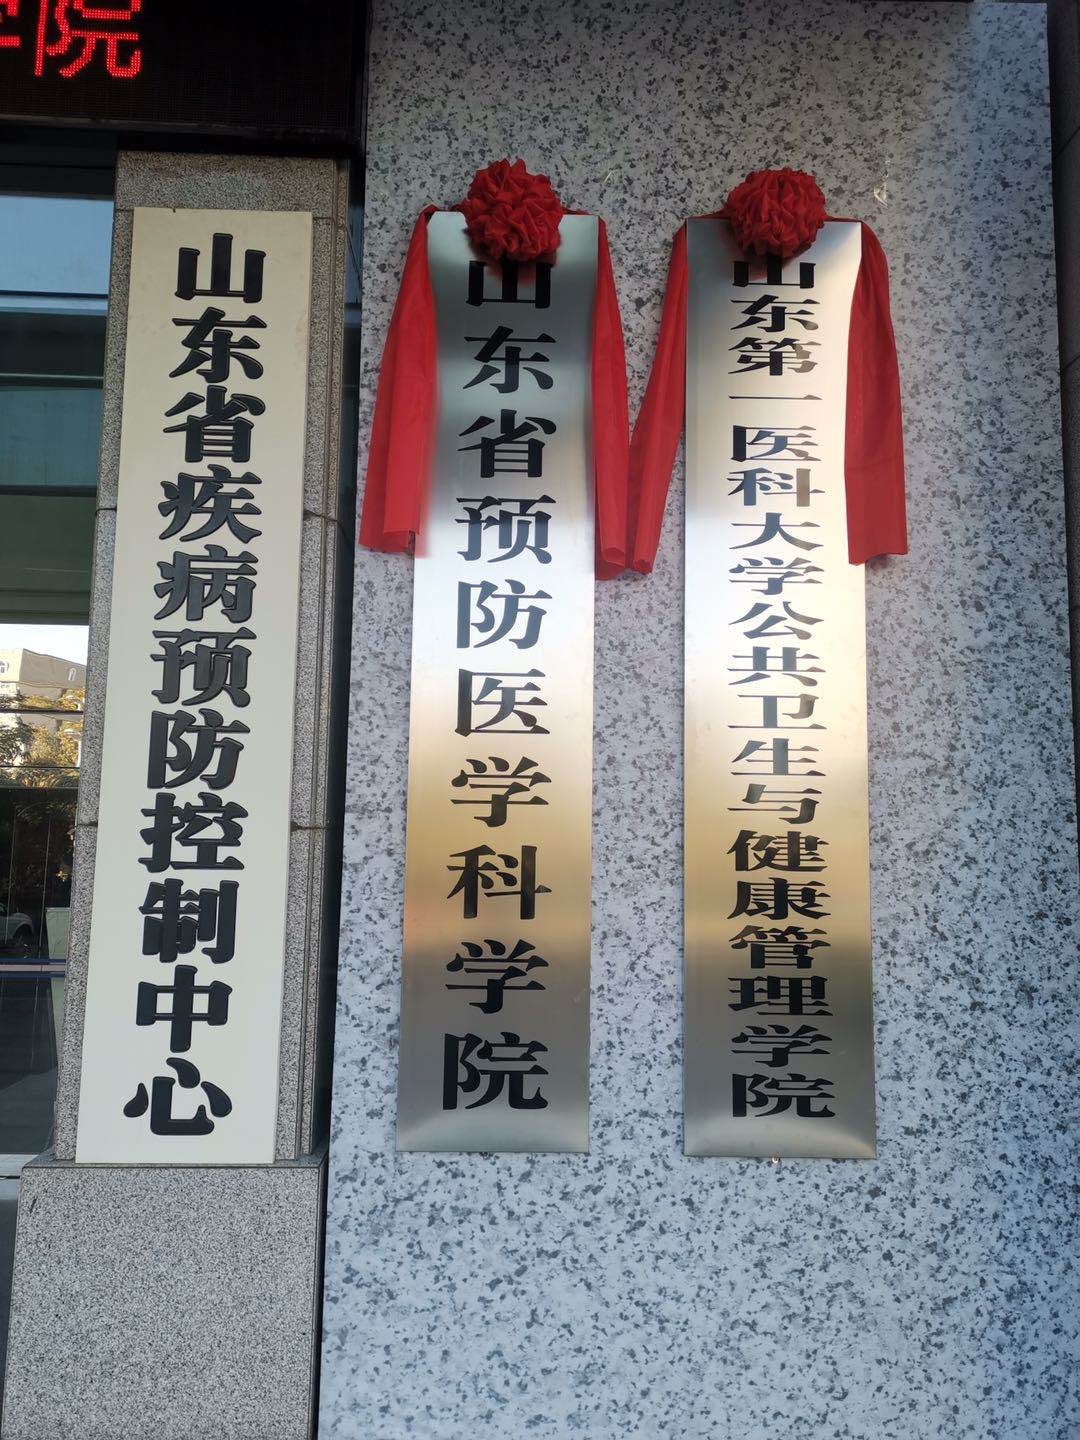 学院
山东省疾病预防控制中心
山东省预防医学科学院
山东第一医科大学公共卫生与健康管理学院